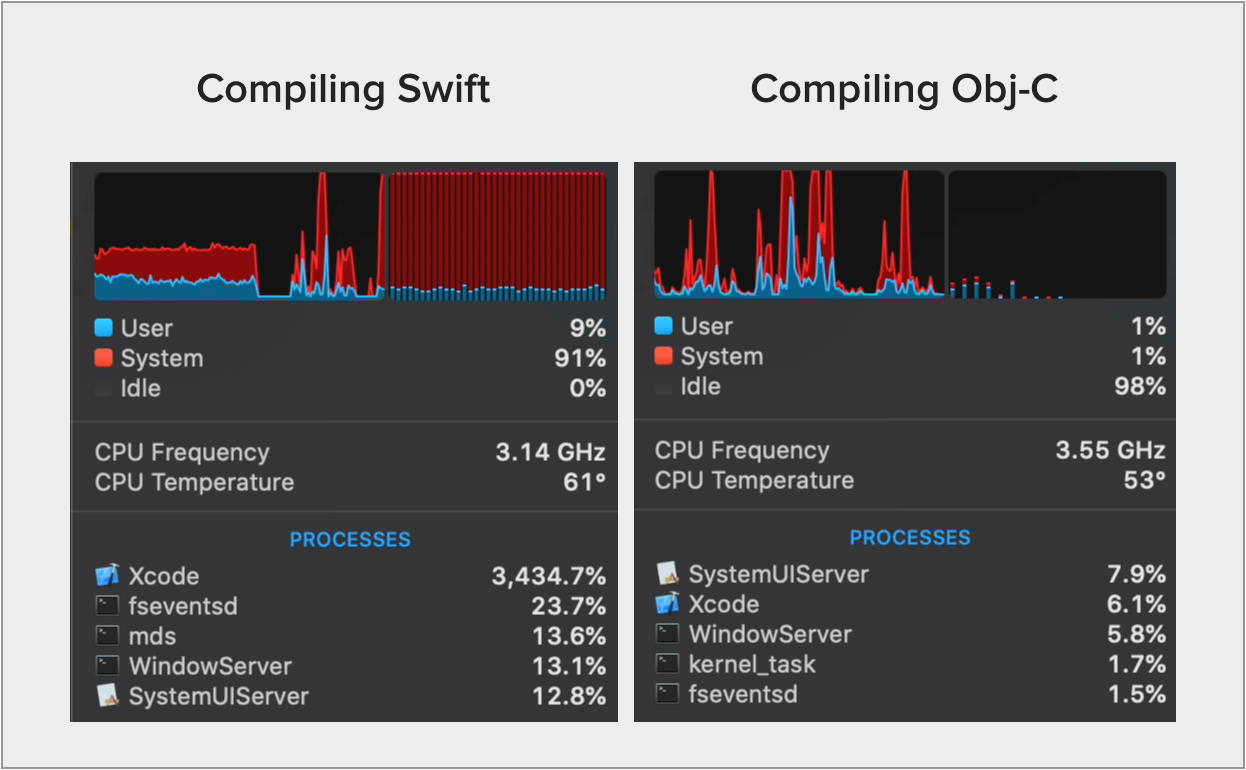 Compiling Swift
Compiling Obj-C
User 9%
System 91%
Idle 0%
CPU Frequency 3.14 GHz
CPU Temperature 61°
PROCESSES
Xcode 3,434.7%
fseventsd 23.7%
mds 13.6%
WindowServer 13.1%
SystemUIServer 12.8%
User 1%
System 1%
Idle 98%
CPU Frequency 3.55 GHz
CPU Temperature 53°
PROCESSES
SystemUIServer 7.9%
Xcode 6.1%
WindowServer 5.8%
kernel_task 1.7%
fseventsd 1.5%